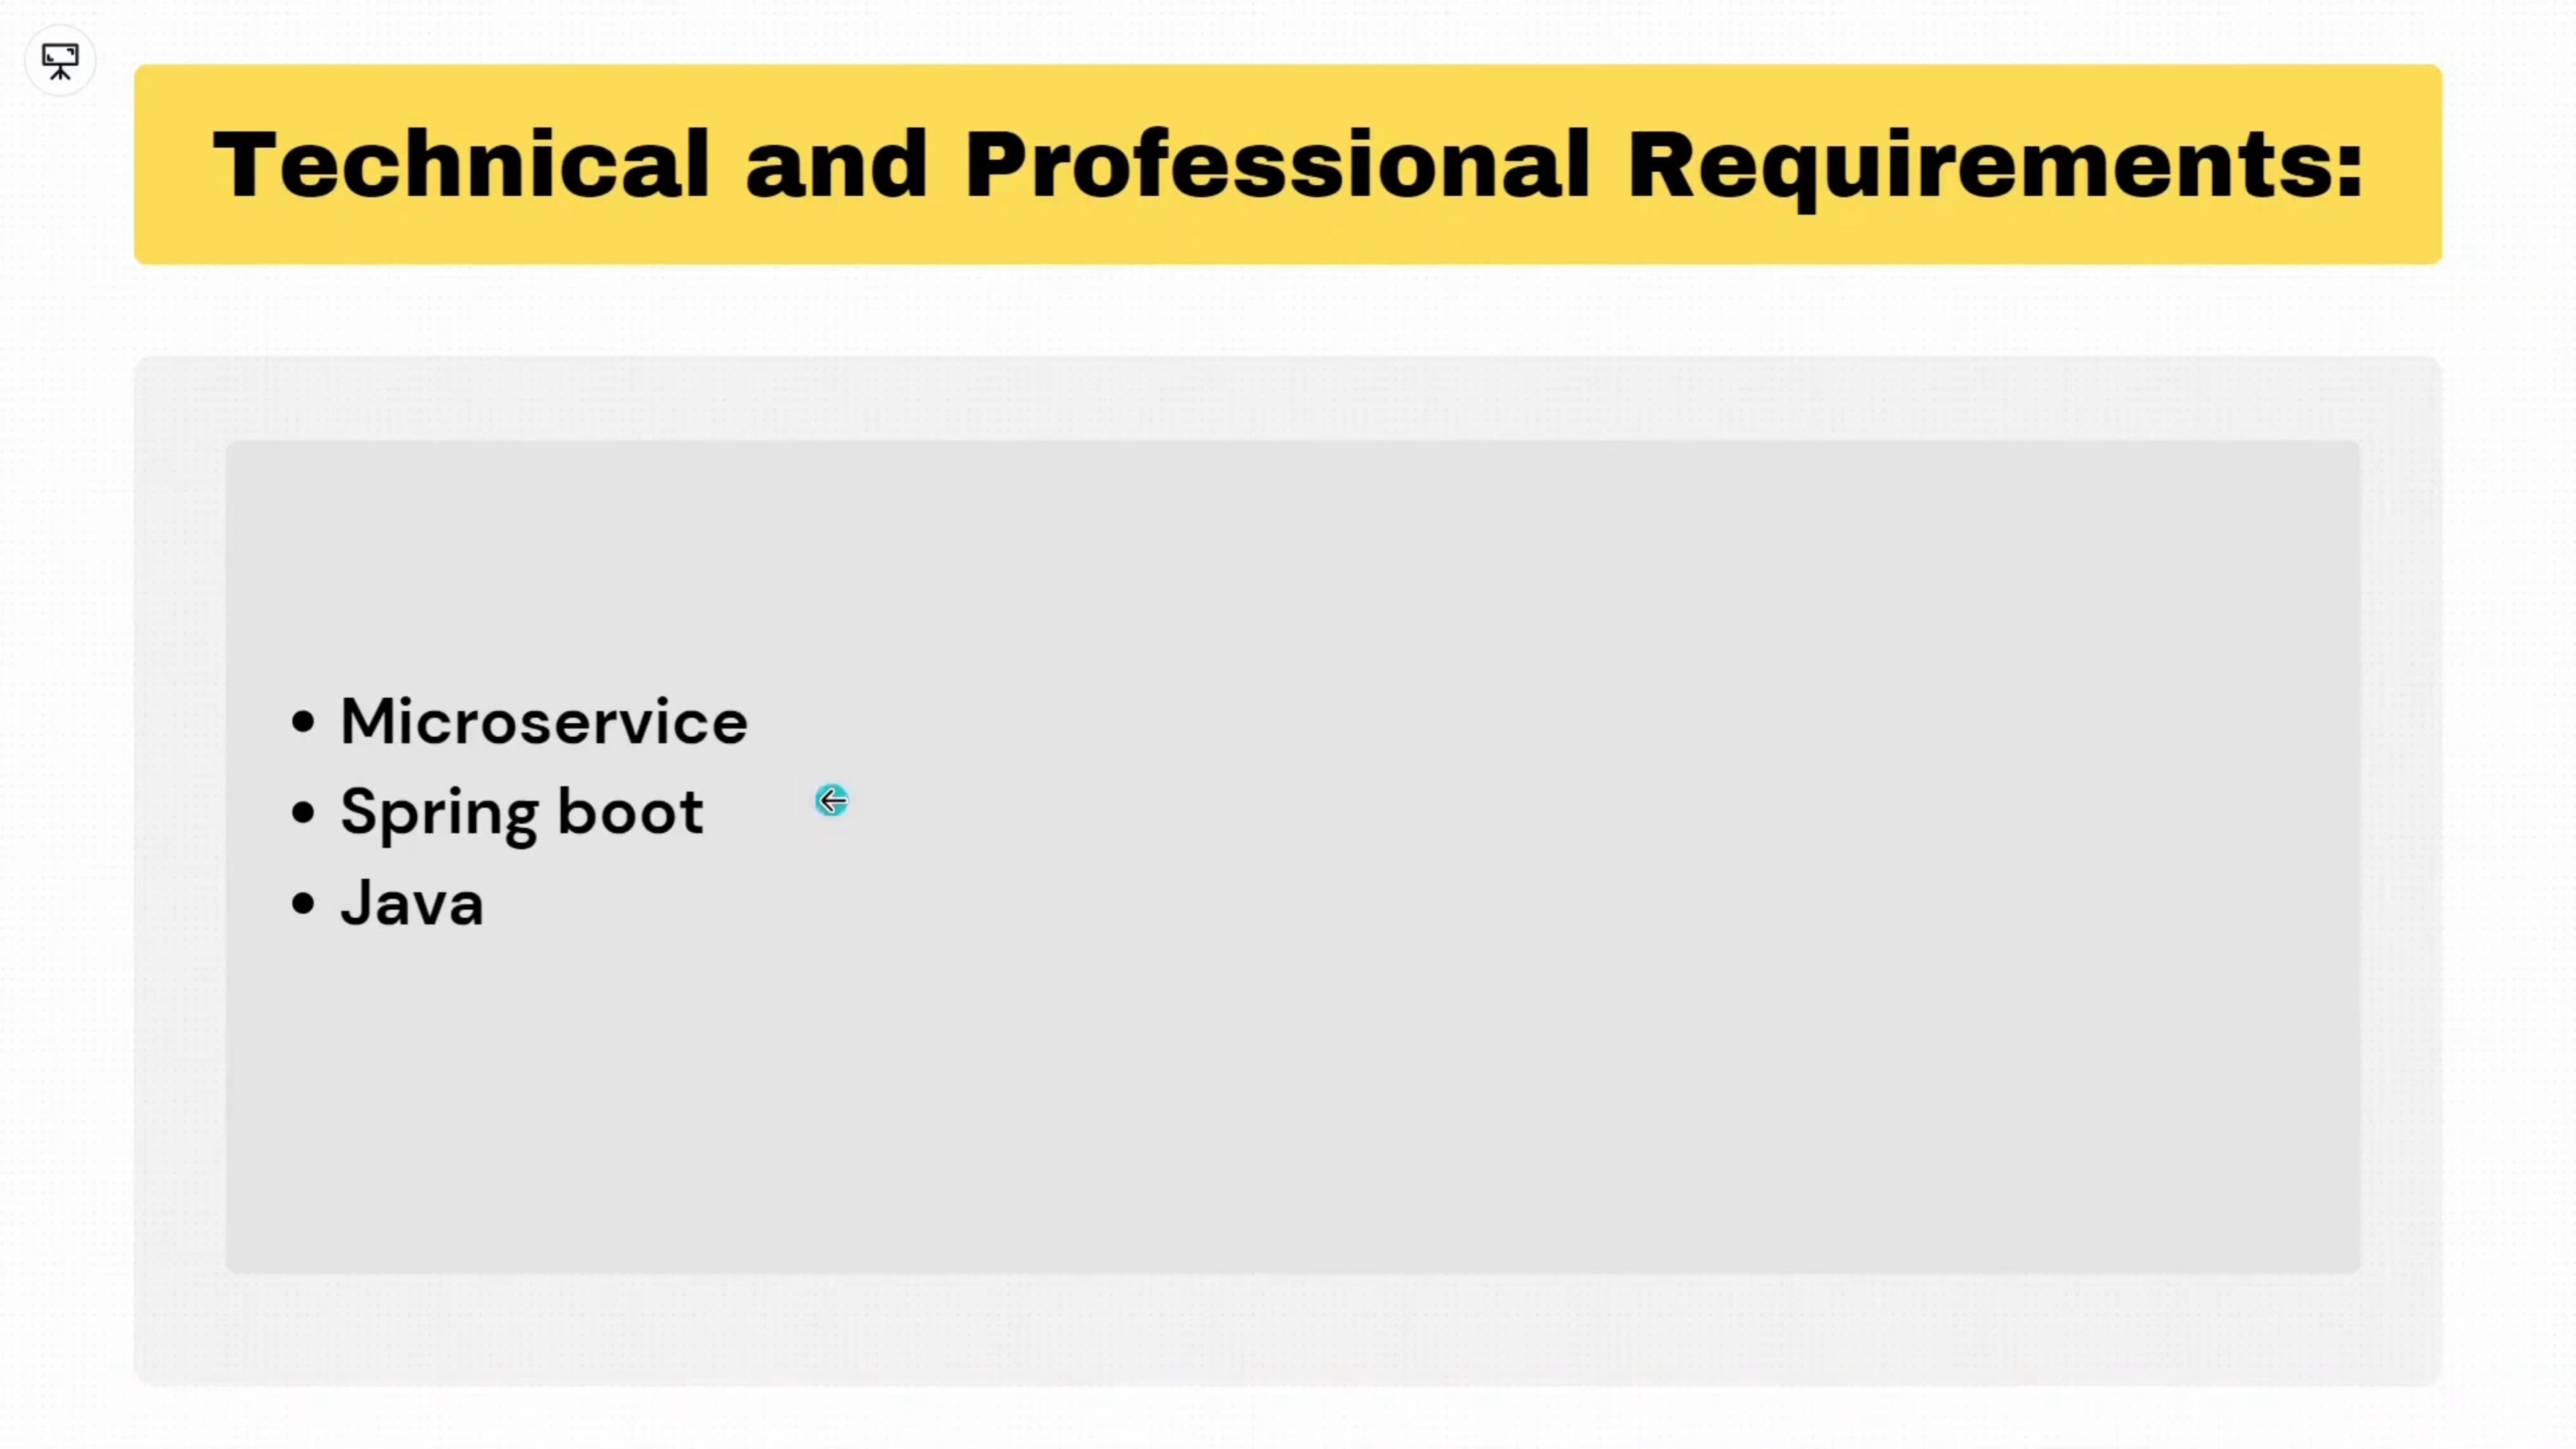 Technical and Professional Requirements:
• Microservice
• Spring boot
• Java